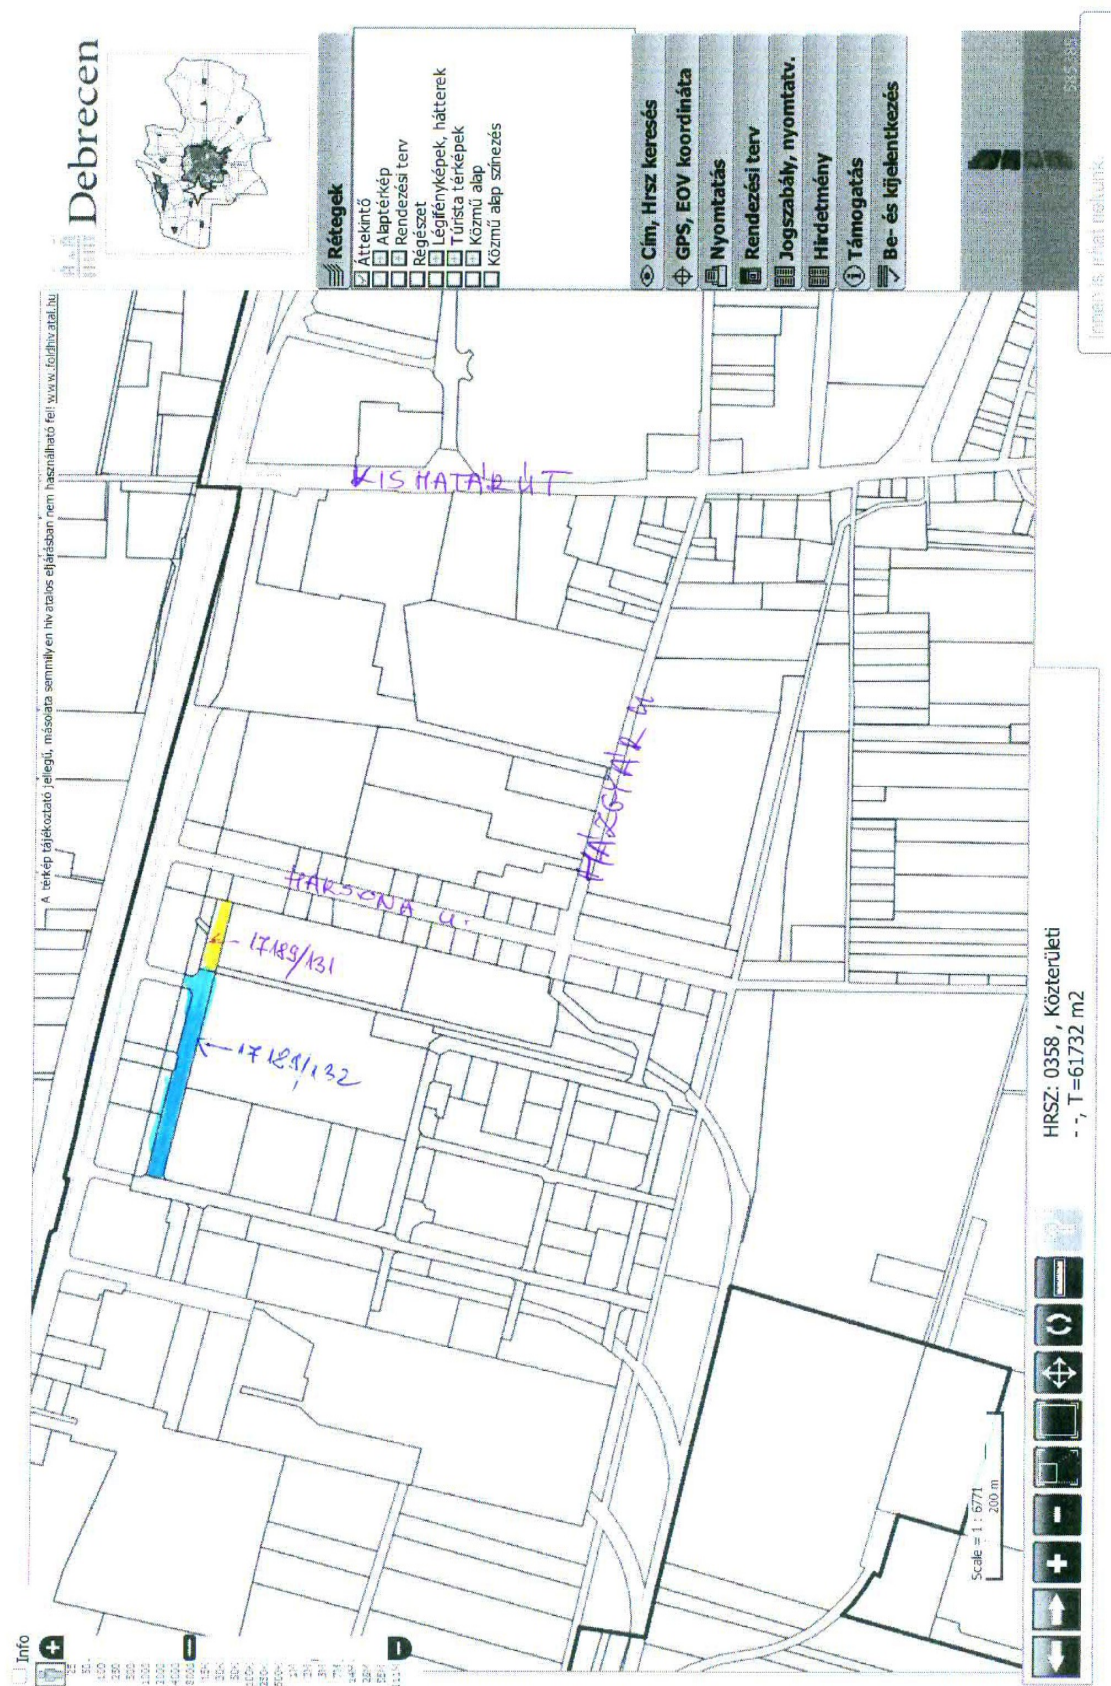 Debrecen
A térkép tájékoztató jellegű, másolata semmilyen hivatalos eljárásban nem használható fel! www.foldhivatal.hu
Info
Rétegek
Áttekintő
Alaptérkép
Rendezési terv
Régészet
Légifényképek, hátterek
Túrista térképek
Közmű alap
Közmű alap színezés
Cím, Hrsz keresés
GPS, EOV koordináta
Nyomtatás
Rendezési terv
Jogszabály, nyomtatv.
Hirdetmény
Támogatás
Be- és kijelentkezés
KISHATÁR ÚT
HARSONA U.
HÁZGYÁR U
17189/131
17189/132
Scale = 1 : 6771
200 m
HRSZ: 0358 , Közterületi
- -, T=61732 m2